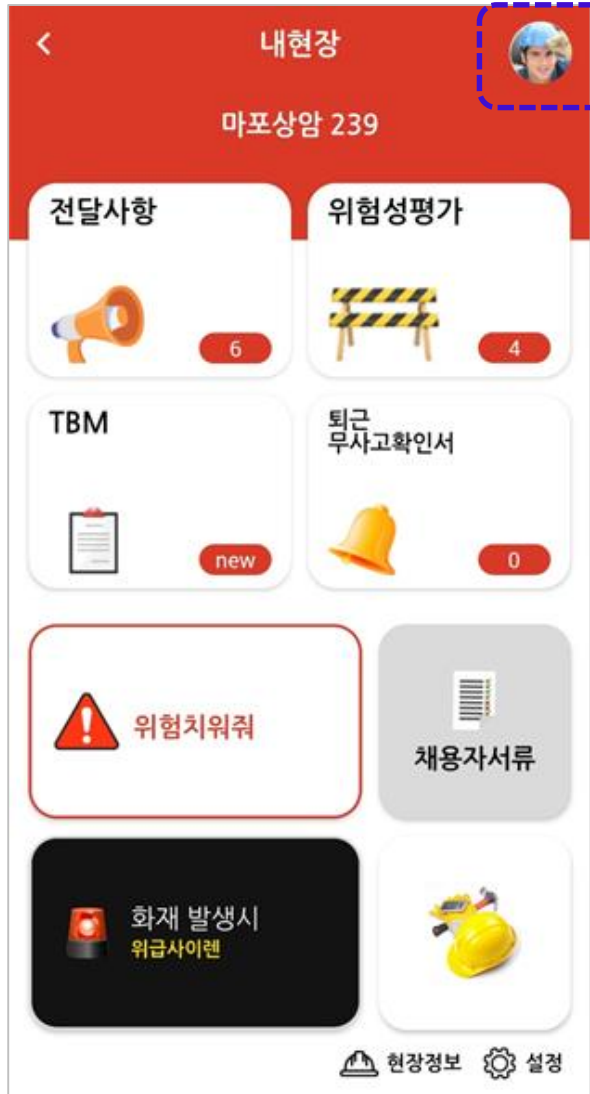 내현장
마포상암 239
전달사항
위험성평가
6
4
TBM
퇴근
무사고확인서
new
0
위험치워줘
채용자서류
화재 발생시
위급사이렌
현장정보
설정